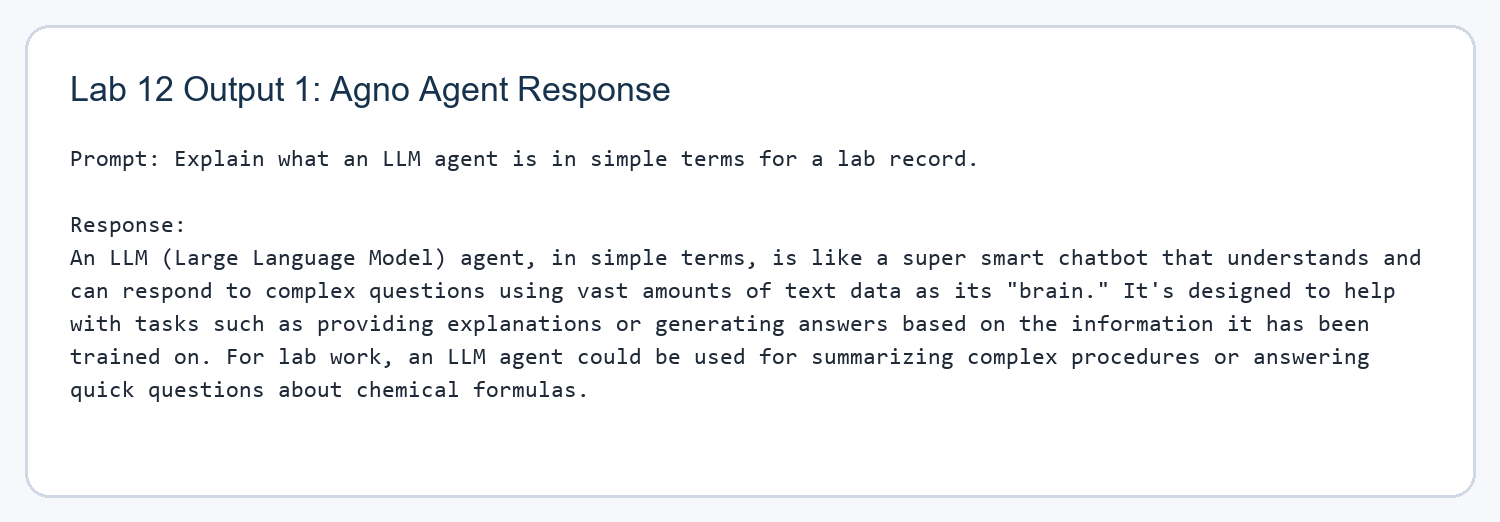 Lab 12 Output 1: Agno Agent Response
Prompt: Explain what an LLM agent is in simple terms for a lab record.
Response:
An LLM (Large Language Model) agent, in simple terms, is like a super smart chatbot that understands and
can respond to complex questions using vast amounts of text data as its "brain." It's designed to help
with tasks such as providing explanations or generating answers based on the information it has been
trained on. For lab work, an LLM agent could be used for summarizing complex procedures or answering
quick questions about chemical formulas.